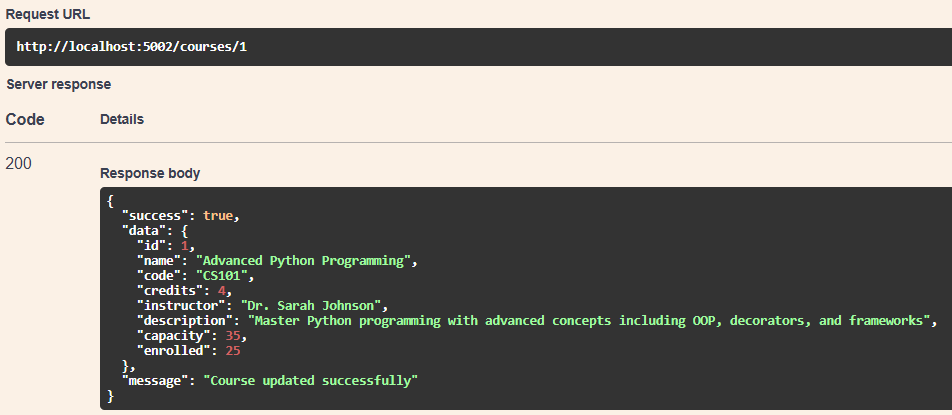 Request URL
http://localhost:5002/courses/1
Server response
Code Details
200
Response body
{
  "success": true,
  "data": {
    "id": 1,
    "name": "Advanced Python Programming",
    "code": "CS101",
    "credits": 4,
    "instructor": "Dr. Sarah Johnson",
    "description": "Master Python programming with advanced concepts including OOP, decorators, and frameworks",
    "capacity": 35,
    "enrolled": 25
  },
  "message": "Course updated successfully"
}